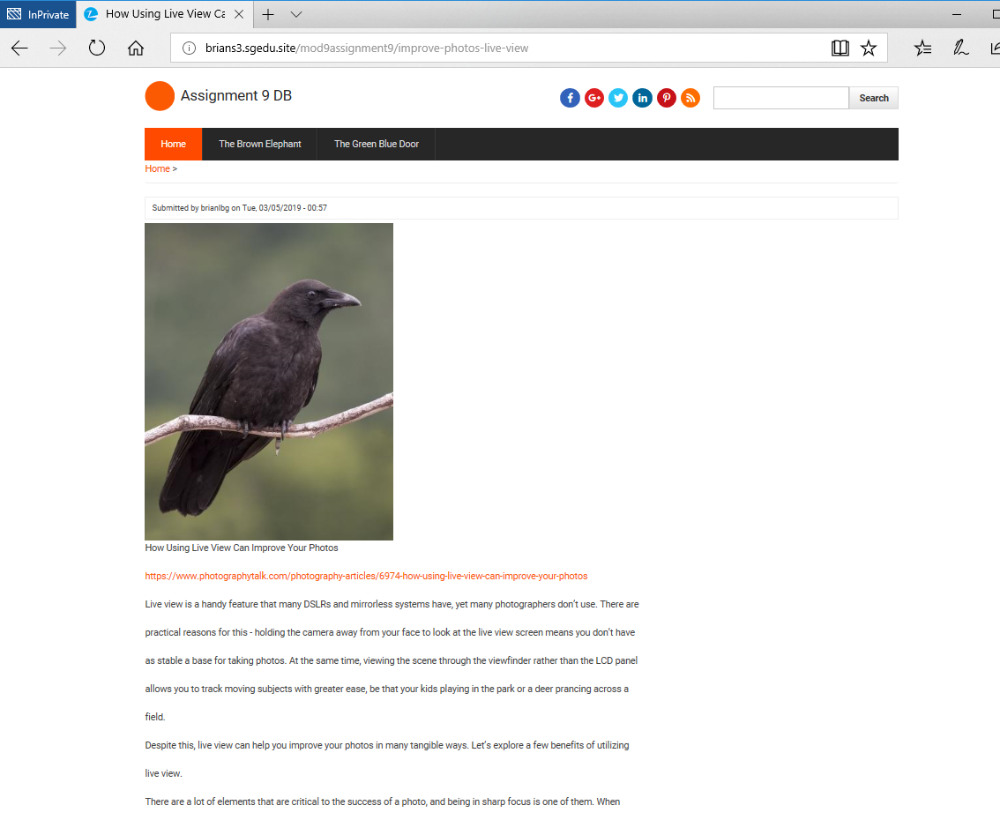 InPrivate
How Using Live View Ca
brians3.sgedu.site/mod9assignment9/improve-photos-live-view
Assignment 9 DB
Search
Home
The Brown Elephant
The Green Blue Door
Home >
Submitted by brianlbg on Tue, 03/05/2019 - 00:57
How Using Live View Can Improve Your Photos
https://www.photographytalk.com/photography-articles/6974-how-using-live-view-can-improve-your-photos
Live view is a handy feature that many DSLRs and mirrorless systems have, yet many photographers don’t use. There are
practical reasons for this - holding the camera away from your face to look at the live view screen means you don’t have
as stable a base for taking photos. At the same time, viewing the scene through the viewfinder rather than the LCD panel
allows you to track moving subjects with greater ease, be that your kids playing in the park or a deer prancing across a
field.
Despite this, live view can help you improve your photos in many tangible ways. Let’s explore a few benefits of utilizing
live view.
There are a lot of elements that are critical to the success of a photo, and being in sharp focus is one of them. When